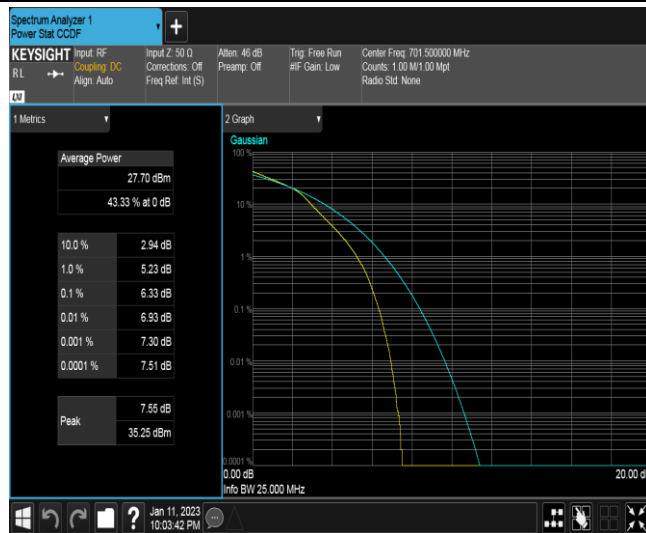 Spectrum Analyzer 1
Power Stat CCDF
+
KEYSIGHT Input: RF Input Z: 50 Ω Atten: 46 dB Trig: Free Run Center Freq: 701.500000 MHz
RL Coupling: DC Corrections: Off Preamp: Off #IF Gain: Low Counts: 1.00 M/1.00 Mpt
Align: Auto Freq Ref: Int (S) Radio Std: None
LXI
1 Metrics 2 Graph
Gaussian
Average Power
27.70 dBm
43.33 % at 0 dB
10.0 % 2.94 dB
1.0 % 5.23 dB
0.1 % 6.33 dB
0.01 % 6.93 dB
0.001 % 7.30 dB
0.0001 % 7.51 dB
Peak 7.55 dB
35.25 dBm
100 %
10 %
1 %
0.1 %
0.01 %
0.001 %
0.0001 %
0.00 dB 20.00 d
Info BW 25.000 MHz
? Jan 11, 2023
10:03:42 PM